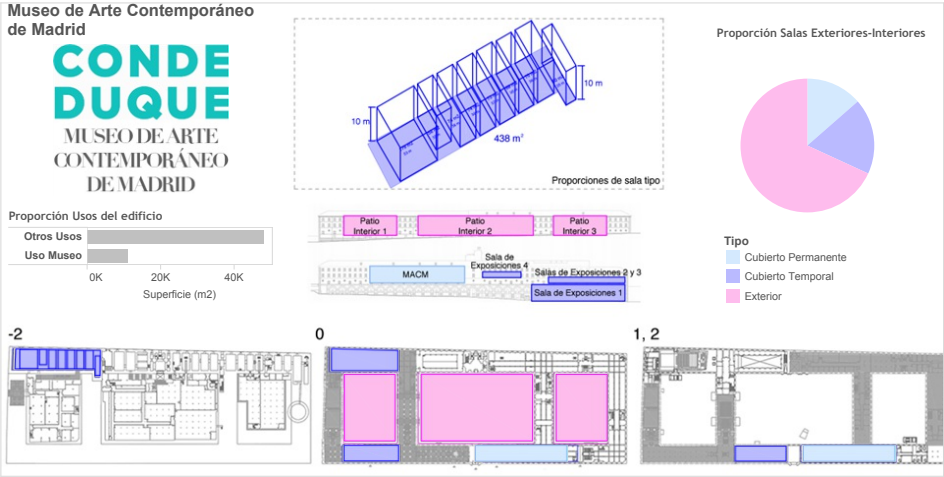 Museo de Arte Contemporáneo
de Madrid
CONDE
DUQUE
MUSEO DE ARTE
CONTEMPORÁNEO
DE MADRID
10 m
10 m
438 m²
Proporciones de sala tipo
Proporción Salas Exteriores-Interiores
Tipo
Cubierto Permanente
Cubierto Temporal
Exterior
Proporción Usos del edificio
Otros Usos
Uso Museo
0K
20K
40K
Superficie (m2)
Patio
Interior 1
Patio
Interior 2
Patio
Interior 3
MACM
Sala de
Exposiciones 4
Salas de Exposiciones 2 y 3
Sala de Exposiciones 1
-2
0
1, 2